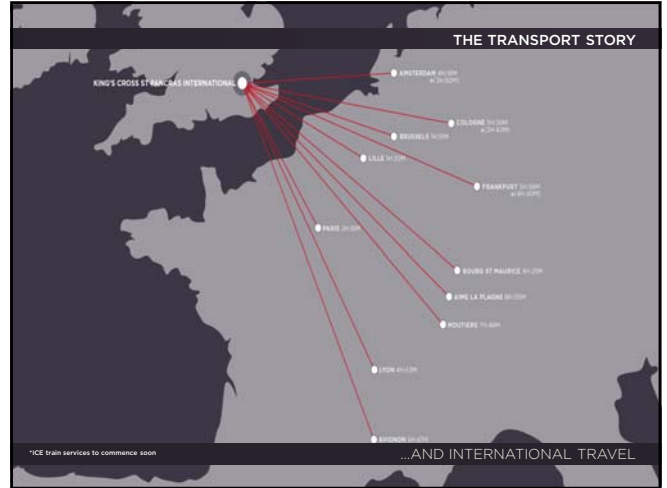 THE TRANSPORT STORY
KING'S CROSS ST PANCRAS INTERNATIONAL
AMSTERDAM
COLOGNE
BRUSSELS
LILLE
FRANKFURT
PARIS
BOURG ST MAURICE
AIME LA PLAGNE
MOUTIERE
LYON
AVIGNON
*ICE train services to commence soon
...AND INTERNATIONAL TRAVEL